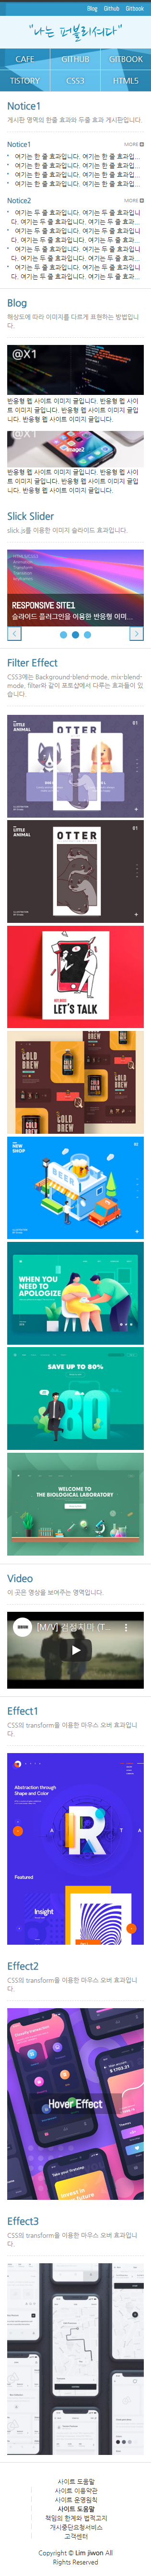 Blog Github Gitbook
"나는 퍼블리셔다"
CAFE GITHUB GITBOOK
TISTORY CSS3 HTML5
Notice1
게시판 영역의 한줄 효과와 두줄 효과 게시판입니다.
Notice1 MORE
여기는 한 줄 효과입니다. 여기는 한 줄 효과입...
여기는 한 줄 효과입니다. 여기는 한 줄 효과입...
여기는 한 줄 효과입니다. 여기는 한 줄 효과입...
여기는 한 줄 효과입니다. 여기는 한 줄 효과입...
Notice2 MORE
여기는 두 줄 효과입니다. 여기는 두 줄 효과입니
다. 여기는 두 줄 효과입니다. 여기는 두 줄 효과...
여기는 두 줄 효과입니다. 여기는 두 줄 효과입니
다. 여기는 두 줄 효과입니다. 여기는 두 줄 효과...
여기는 두 줄 효과입니다. 여기는 두 줄 효과입니
다. 여기는 두 줄 효과입니다. 여기는 두 줄 효과...
여기는 두 줄 효과입니다. 여기는 두 줄 효과입니
다. 여기는 두 줄 효과입니다. 여기는 두 줄 효과...
Blog
해상도에 따라 이미지를 다르게 표현하는 방법입니
다.
@X1
반응형 웹 사이트 이미지 글입니다. 반응형 웹 사이
트 이미지 글입니다. 반응형 웹 사이트 이미지 글입
니다. 반응형 웹 사이트 이미지 글입니다.
@X1
image2
반응형 웹 사이트 이미지 글입니다. 반응형 웹 사이
트 이미지 글입니다. 반응형 웹 사이트 이미지 글입
니다. 반응형 웹 사이트 이미지 글입니다.
Slick Slider
slick.js를 이용한 이미지 슬라이드 효과입니다.
RESPONSIVE SITE1
슬라이드 플러그인을 이용한 반응형 이미...
Filter Effect
CSS3에는 Background-blend-mode, mix-blend-
mode, filter와 같이 포토샵에서 다루는 효과들이 있
습니다.
LITTLE
ANIMAL
01
OTTER
LITTLE
ANIMAL
01
OTTER
LET'S TALK
COLD
BREW
COLD
BREW
NEW
SHOP
BEER
WHEN YOU
NEED TO
APOLOGIZE
SAVE UP TO 80%
80
WELCOME TO
THE BIOLOGICAL LABORATORY
Video
이 곳은 영상을 보여주는 영역입니다.
Effect1
CSS의 transform을 이용한 마우스 오버 효과입니
다.
Abstraction through
Shape and Color
R
Featured
Insight
Effect2
CSS의 transform을 이용한 마우스 오버 효과입니
다.
Hover Effect
Effect3
CSS의 transform을 이용한 마우스 오버 효과입니
다.
사이트 도움말
사이트 이용약관
사이트 운영원칙
사이트 도움말
책임의 한계와 법적고지
개시중단요청서비스
고객센터
Copyright © Lim jiwon All
Rights Reserved